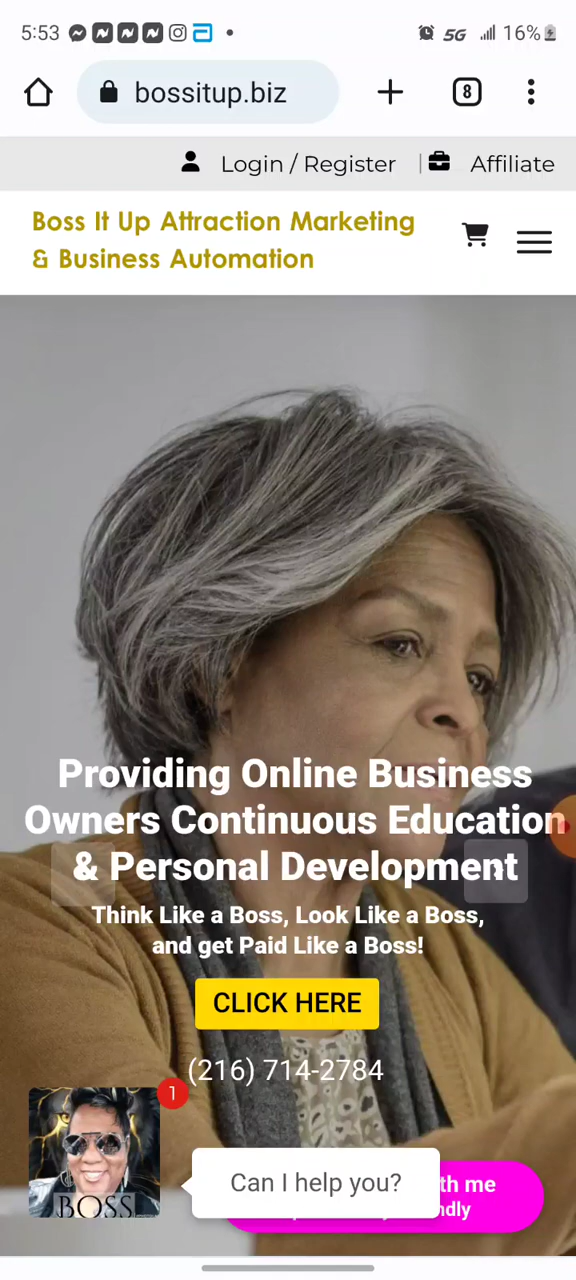 5:53
5G
16%
bossitup.biz
8
Login / Register | Affiliate
Boss It Up Attraction Marketing
& Business Automation
Providing Online Business
Owners Continuous Education
& Personal Development
Think Like a Boss, Look Like a Boss,
and get Paid Like a Boss!
CLICK HERE
(216) 714-2784
1
BOSS
Can I help you?
th me
ndly